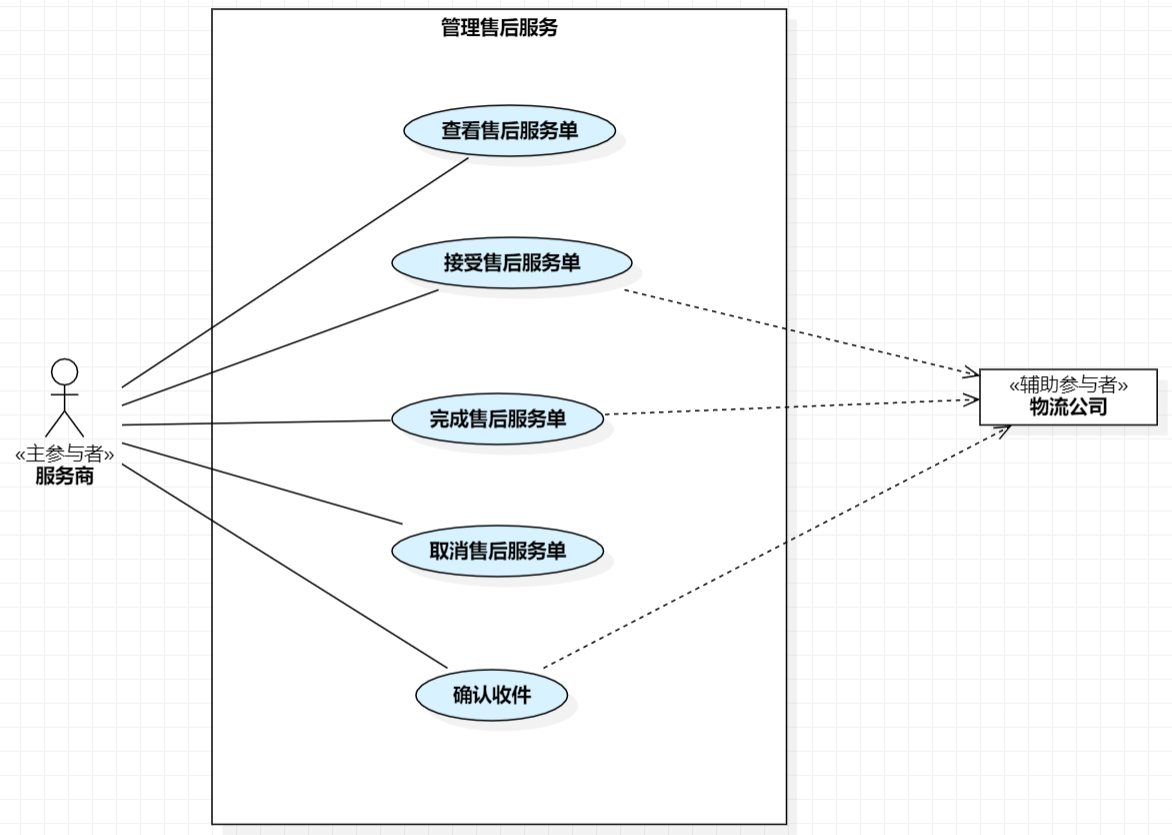 管理售后服务
查看售后服务单
接受售后服务单
«辅助参与者»
物流公司
完成售后服务单
«主参与者»
服务商
取消售后服务单
确认收件